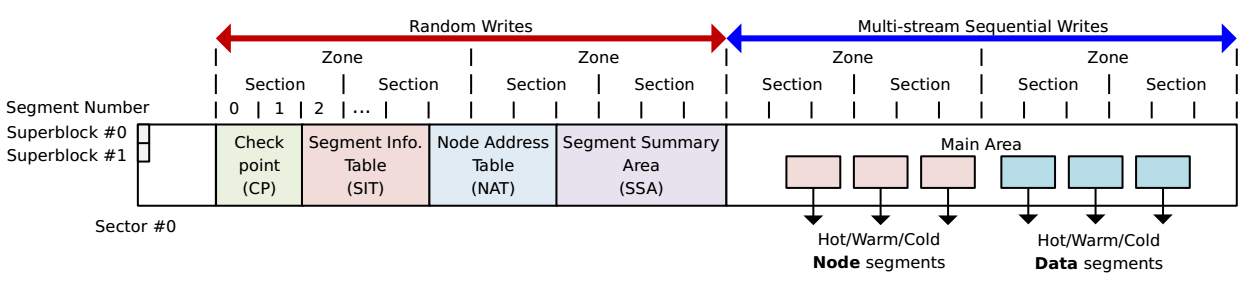 Random Writes
Multi-stream Sequential Writes
Zone
Zone
Zone
Zone
Section
Section
Section
Section
Section
Section
Section
Section
Segment Number
0
1
2
...
Superblock #0
Superblock #1
Check
point
(CP)
Segment Info.
Table
(SIT)
Node Address
Table
(NAT)
Segment Summary
Area
(SSA)
Main Area
Sector #0
Hot/Warm/Cold
Node segments
Hot/Warm/Cold
Data segments